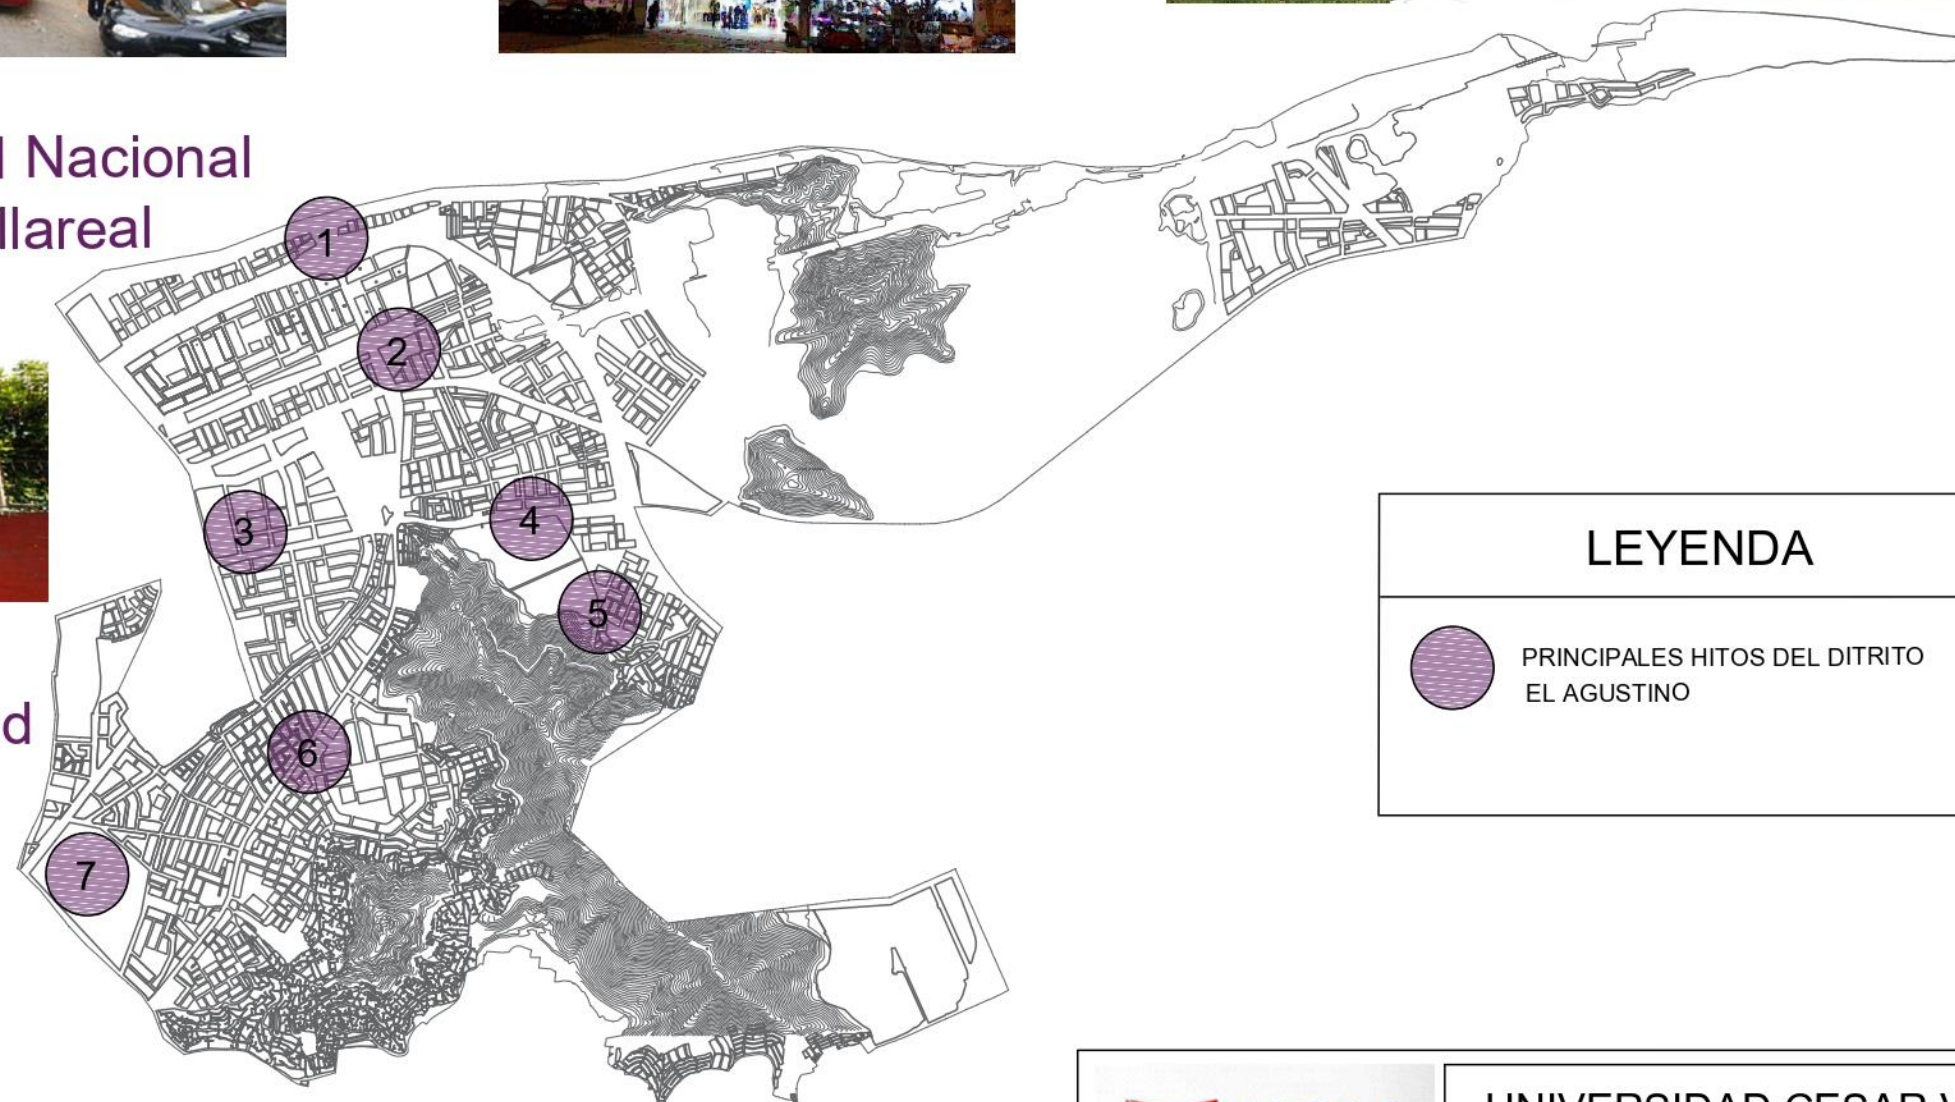 l Nacional
llareal
1
2
3
4
5
6
7
d
LEYENDA
PRINCIPALES HITOS DEL DITRITO
EL AGUSTINO
UNIVERSIDAD CESAR V